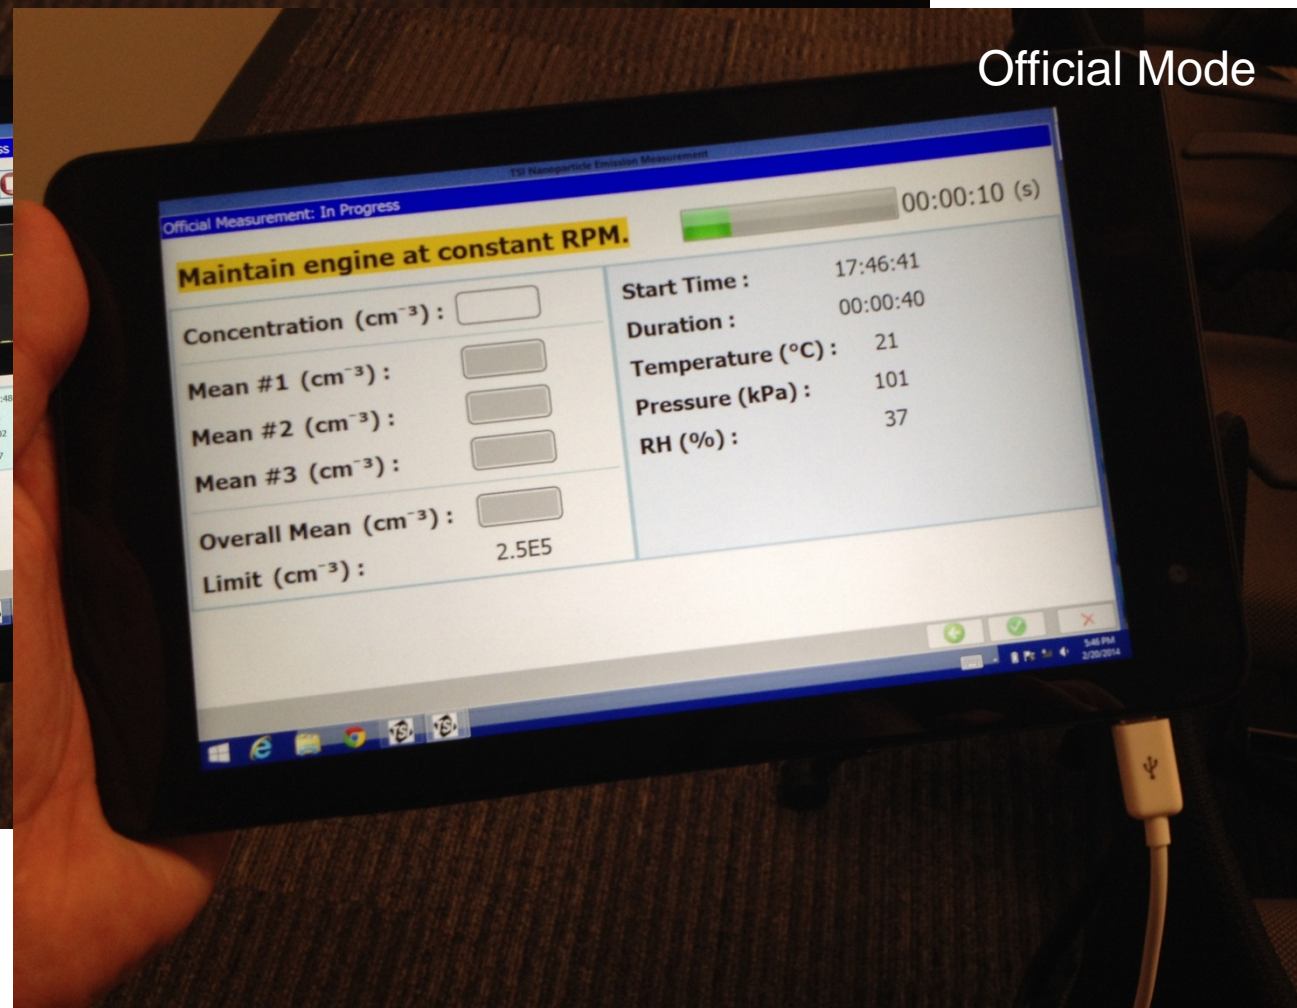 Official Mode
TSI Nanoparticle Emission Measurement
Official Measurement: In Progress
Maintain engine at constant RPM.
00:00:10 (s)
Concentration (cm⁻³) :
Mean #1 (cm⁻³) :
Mean #2 (cm⁻³) :
Mean #3 (cm⁻³) :
Overall Mean (cm⁻³) :
Limit (cm⁻³) : 2.5E5
Start Time : 17:46:41
Duration : 00:00:40
Temperature (°C) : 21
Pressure (kPa) : 101
RH (%) : 37
TSI
TSI
5:46 PM
2/20/2014